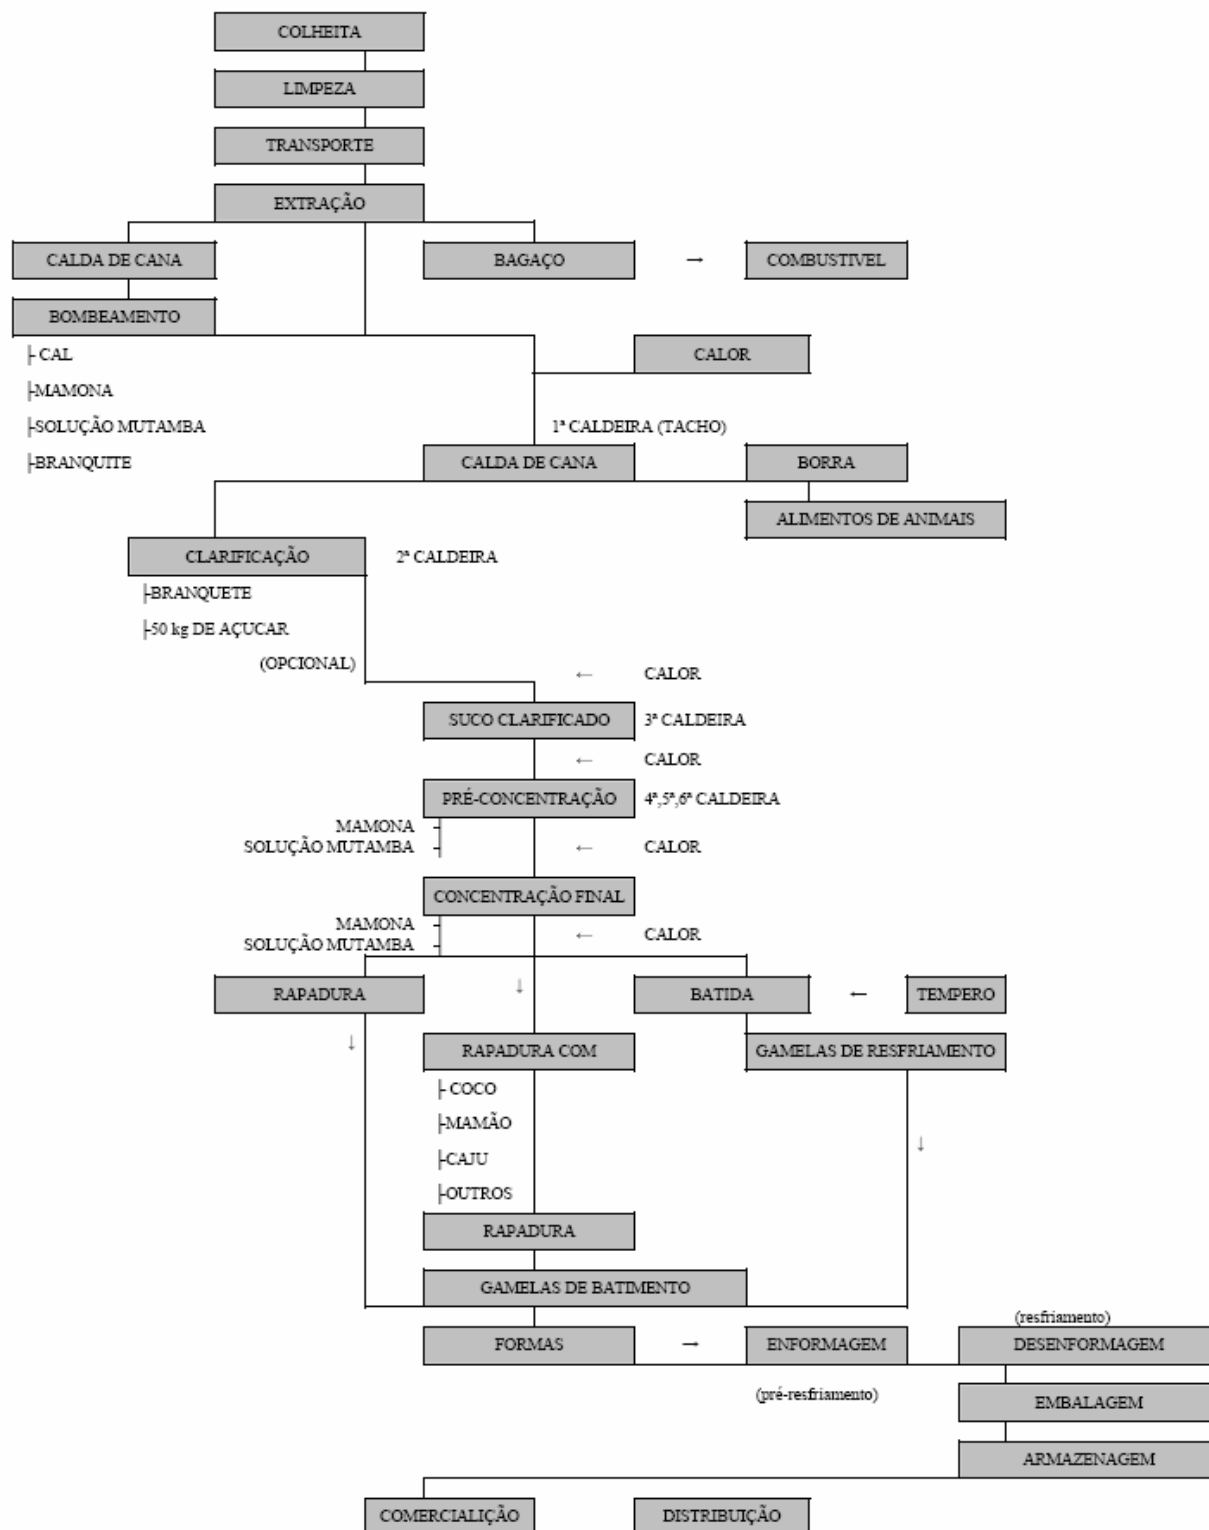 COLHEITA
LIMPEZA
TRANSPORTE
EXTRAÇÃO
CALDA DE CANA
BAGAÇO → COMBUSTIVEL
BOMBEAMENTO
CAL
CALOR
MAMONA
SOLUÇÃO MUTAMBA
1ª CALDEIRA (TACHO)
BRANQUITE
CALDA DE CANA
BORRA
ALIMENTOS DE ANIMAIS
CLARIFICAÇÃO
2ª CALDEIRA
BRANQUETE
50 kg DE AÇUCAR
(OPCIONAL)
← CALOR
SUCO CLARIFICADO
3ª CALDEIRA
← CALOR
PRÉ-CONCENTRAÇÃO
4ª,5ª,6ª CALDEIRA
MAMONA
SOLUÇÃO MUTAMBA
← CALOR
CONCENTRAÇÃO FINAL
MAMONA
SOLUÇÃO MUTAMBA
← CALOR
RAPADURA
↓
BATIDA ← TEMPERO
↓
RAPADURA COM
GAMELAS DE RESFRIAMENTO
COCO
MAMÃO
↓
CAJU
OUTROS
RAPADURA
GAMELAS DE BATIMENTO
(resfriamento)
FORMAS → ENFORMAGEM
DESENFORMAGEM
(pré-resfriamento)
EMBALAGEM
ARMAZENAGEM
COMERCIALIÇÃO
DISTRIBUIÇÃO